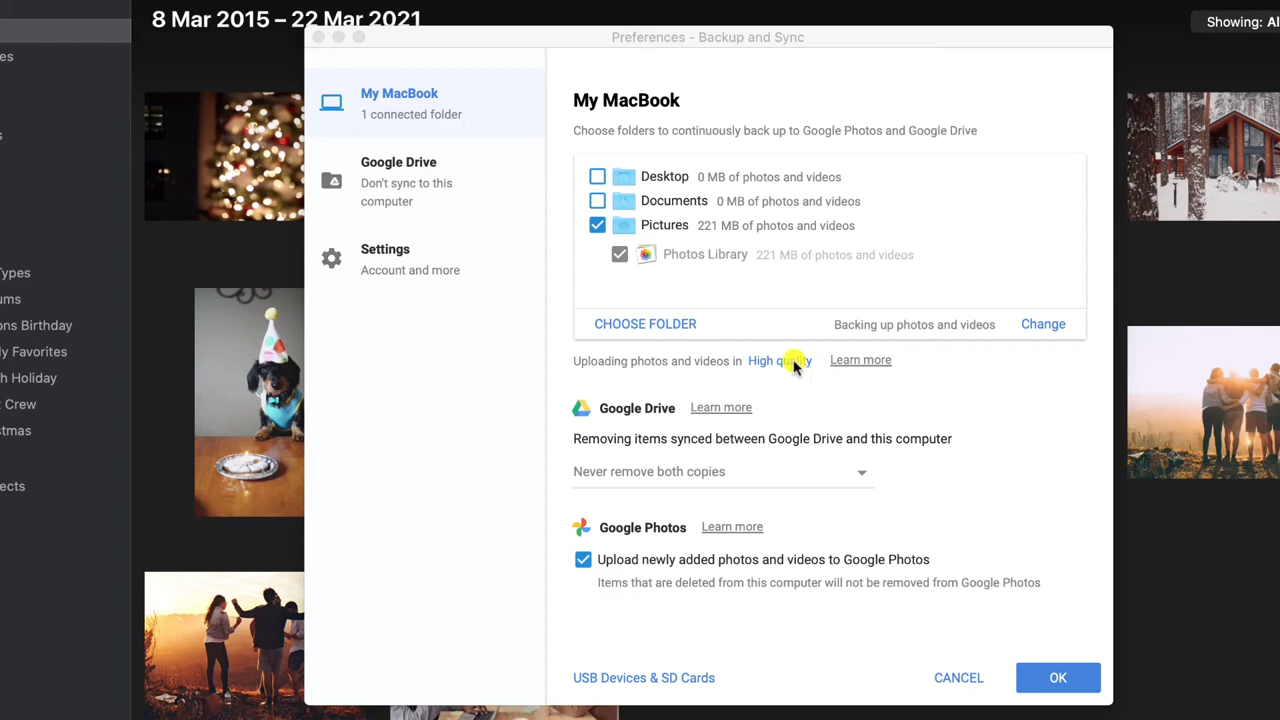 8 Mar 2015 – 22 Mar 2021
Showing: Al
es
s
Types
ums
ons Birthday
ly Favorites
h Holiday
t Crew
stmas
ects
Preferences - Backup and Sync
My MacBook
1 connected folder
Google Drive
Don't sync to this
computer
Settings
Account and more
My MacBook
Choose folders to continuously back up to Google Photos and Google Drive
Desktop 0 MB of photos and videos
Documents 0 MB of photos and videos
Pictures 221 MB of photos and videos
Photos Library 221 MB of photos and videos
CHOOSE FOLDER Backing up photos and videos Change
Uploading photos and videos in High quality Learn more
Google Drive Learn more
Removing items synced between Google Drive and this computer
Never remove both copies
Google Photos Learn more
Upload newly added photos and videos to Google Photos
Items that are deleted from this computer will not be removed from Google Photos
USB Devices & SD Cards CANCEL OK